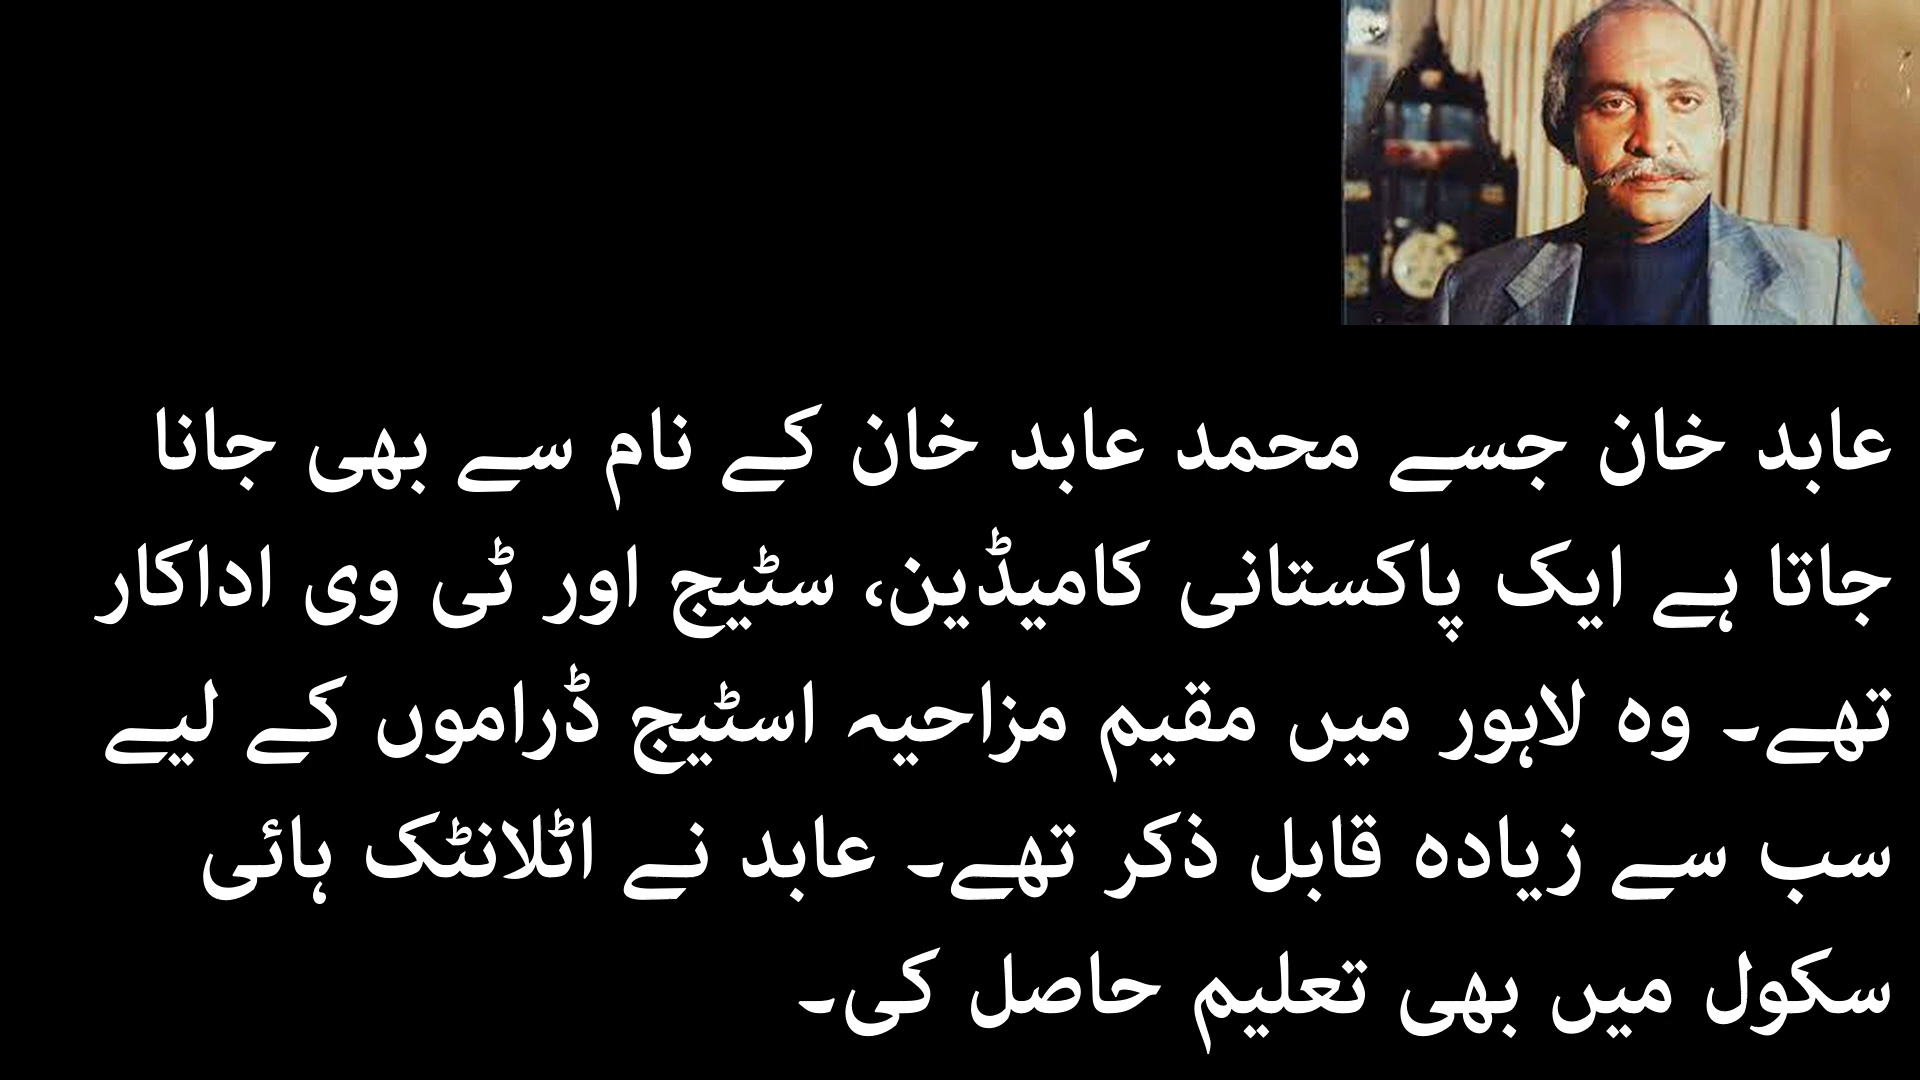 عابد خان جسے محمد عابد خان کے نام سے بھی جانا
جاتا ہے ایک پاکستانی کامیڈین، سٹیج اور ٹی وی اداکار
تھے۔ وہ لاہور میں مقیم مزاحیہ اسٹیج ڈراموں کے لیے
سب سے زیادہ قابل ذکر تھے۔ عابد نے اٹلانٹک ہائی
سکول میں بھی تعلیم حاصل کی۔